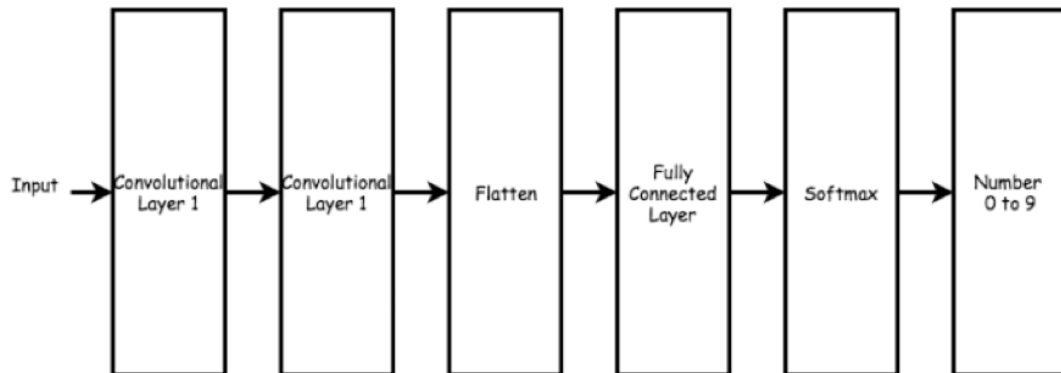 Input
Convolutional
Layer 1
Convolutional
Layer 1
Flatten
Fully
Connected
Layer
Softmax
Number
0 to 9